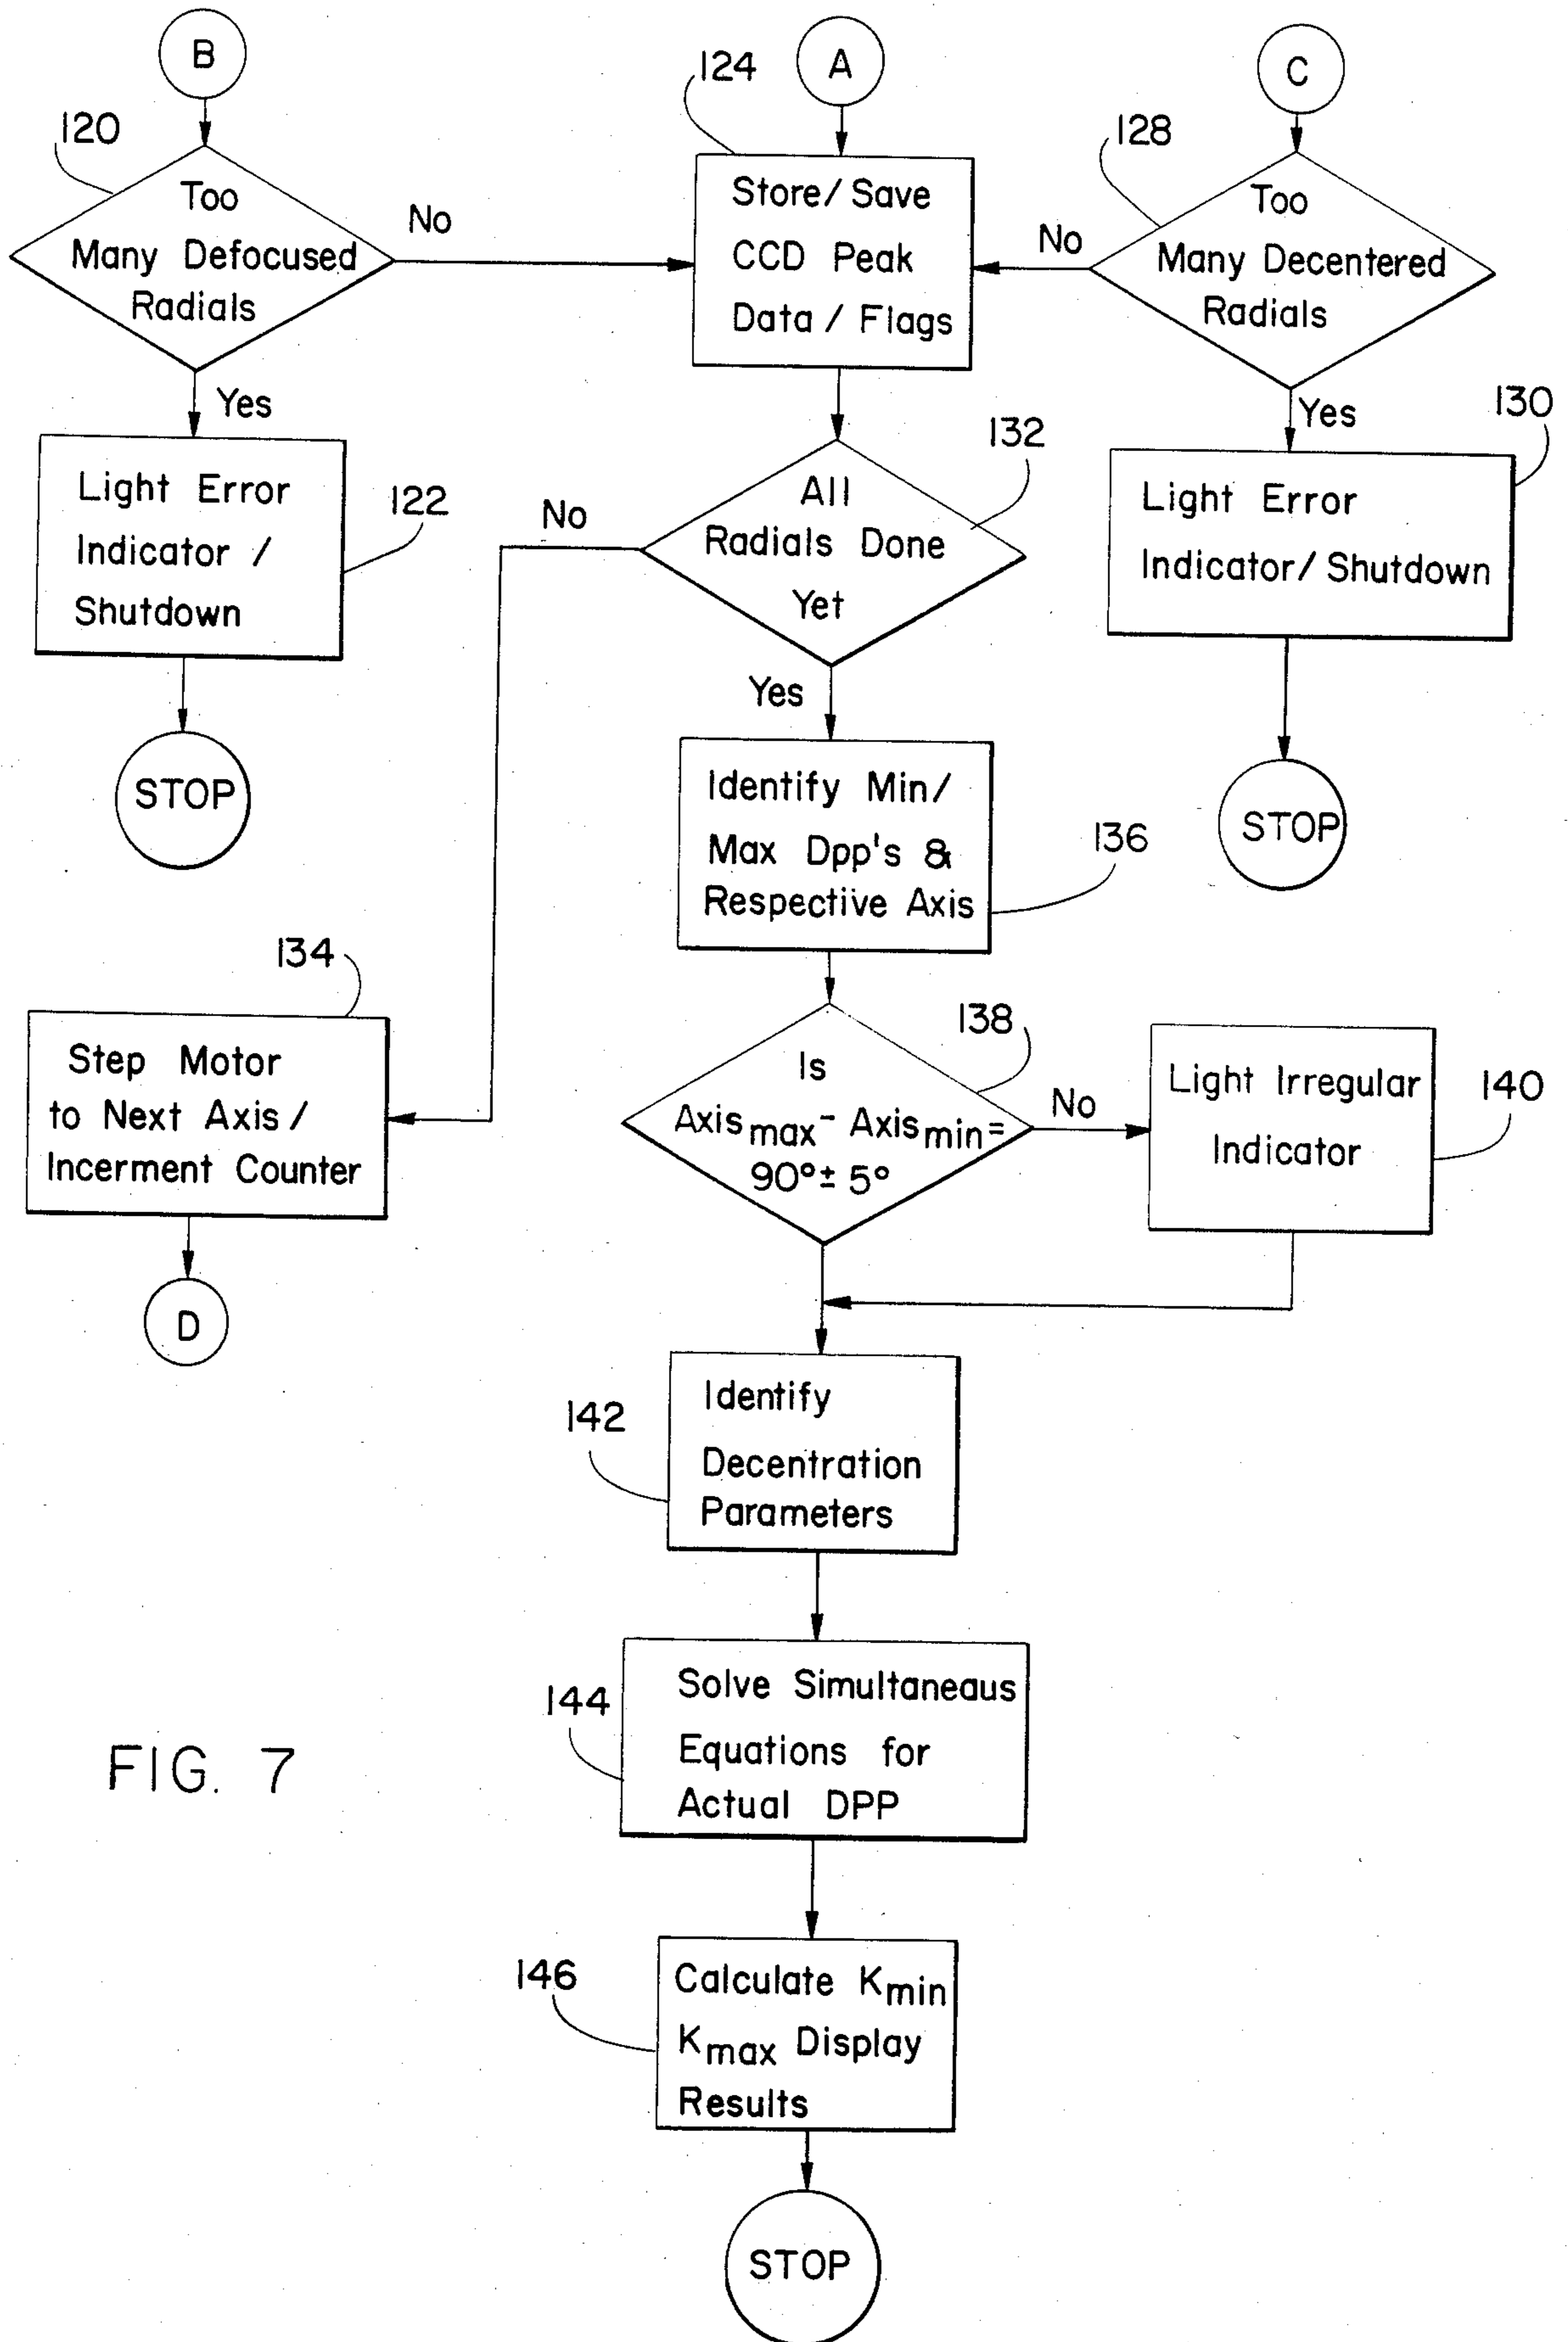 B
A
C
120
124
128
Too
Many Defocused
Radials
No
Yes
Store/ Save
CCD Peak
Data / Flags
Too
Many Decentered
Radials
No
Yes
Light Error
Indicator /
Shutdown
122
STOP
130
Light Error
Indicator/ Shutdown
STOP
132
All
Radials Done
Yet
No
Yes
Identify Min/
Max Dpp's &
Respective Axis
136
134
Step Motor
to Next Axis /
Incerment Counter
D
138
Is
Axis max - Axis min =
90° ± 5°
No
Light Irregular
Indicator
140
142
Identify
Decentration
Parameters
144
Solve Simultaneaus
Equations for
Actual DPP
FIG. 7
146
Calculate Kmin
Kmax Display
Results
STOP